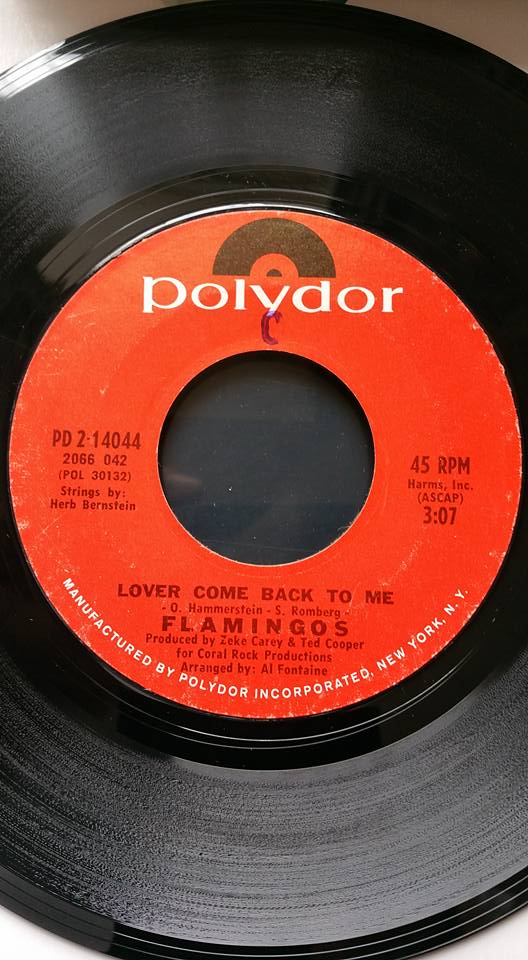 polydor
C
PD 2-14044
2066 042
(POL 30132)
Strings by:
Herb Bernstein
45 RPM
Harms, Inc.
(ASCAP)
3:07
LOVER COME BACK TO ME
- O. Hammerstein - S. Romberg -
FLAMINGOS
Produced by Zeke Carey & Ted Cooper
for Coral Rock Productions
Arranged by: Al Fontaine
MANUFACTURED BY POLYDOR INCORPORATED, NEW YORK, N.Y.